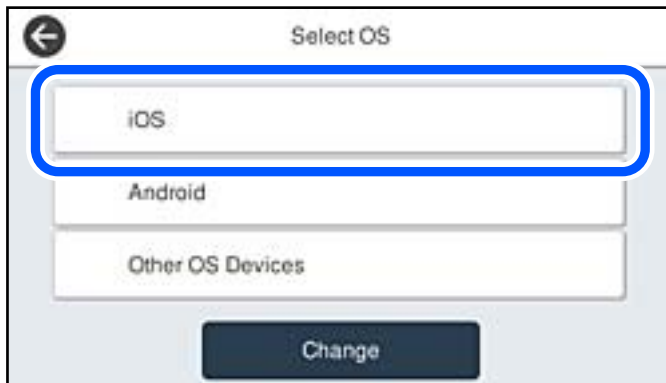 Select OS
iOS
Android
Other OS Devices
Change